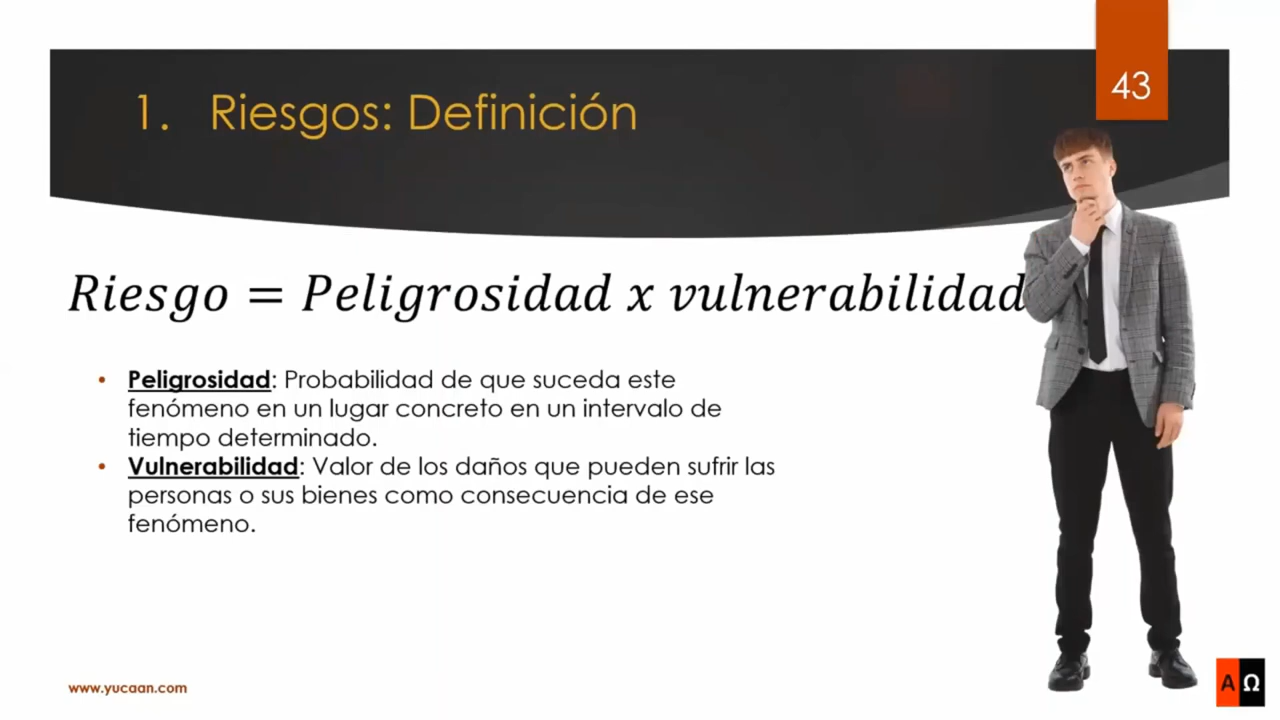 43
1. Riesgos: Definición
Riesgo = Peligrosidad x vulnerabilidad
• Peligrosidad: Probabilidad de que suceda este
fenómeno en un lugar concreto en un intervalo de
tiempo determinado.
• Vulnerabilidad: Valor de los daños que pueden sufrir las
personas o sus bienes como consecuencia de ese
fenómeno.
www.yucaan.com
ΑΩ